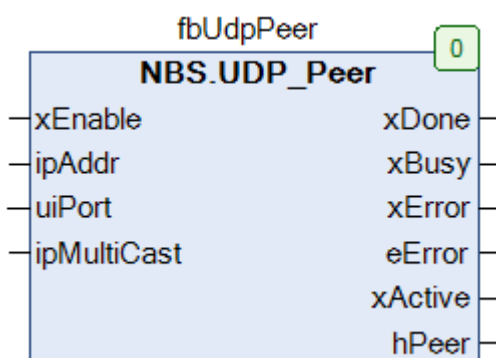 fbUdpPeer
0
NBS.UDP_Peer
xEnable xDone
ipAddr xBusy
uiPort xError
ipMultiCast eError
xActive
hPeer